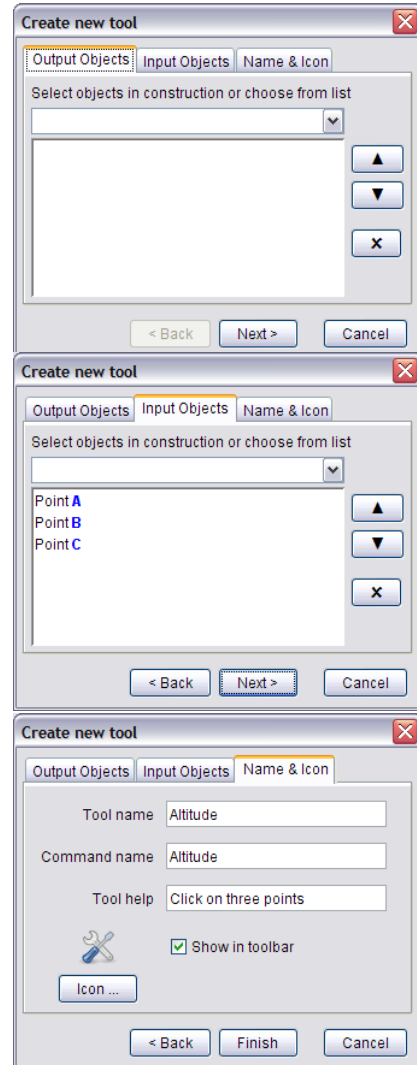 Create new tool
Output Objects Input Objects Name & Icon
Select objects in construction or choose from list
< Back Next > Cancel
Create new tool
Output Objects Input Objects Name & Icon
Select objects in construction or choose from list
Point A
Point B
Point C
< Back Next > Cancel
Create new tool
Output Objects Input Objects Name & Icon
Tool name Altitude
Command name Altitude
Tool help Click on three points
Show in toolbar
Icon ...
< Back Finish Cancel